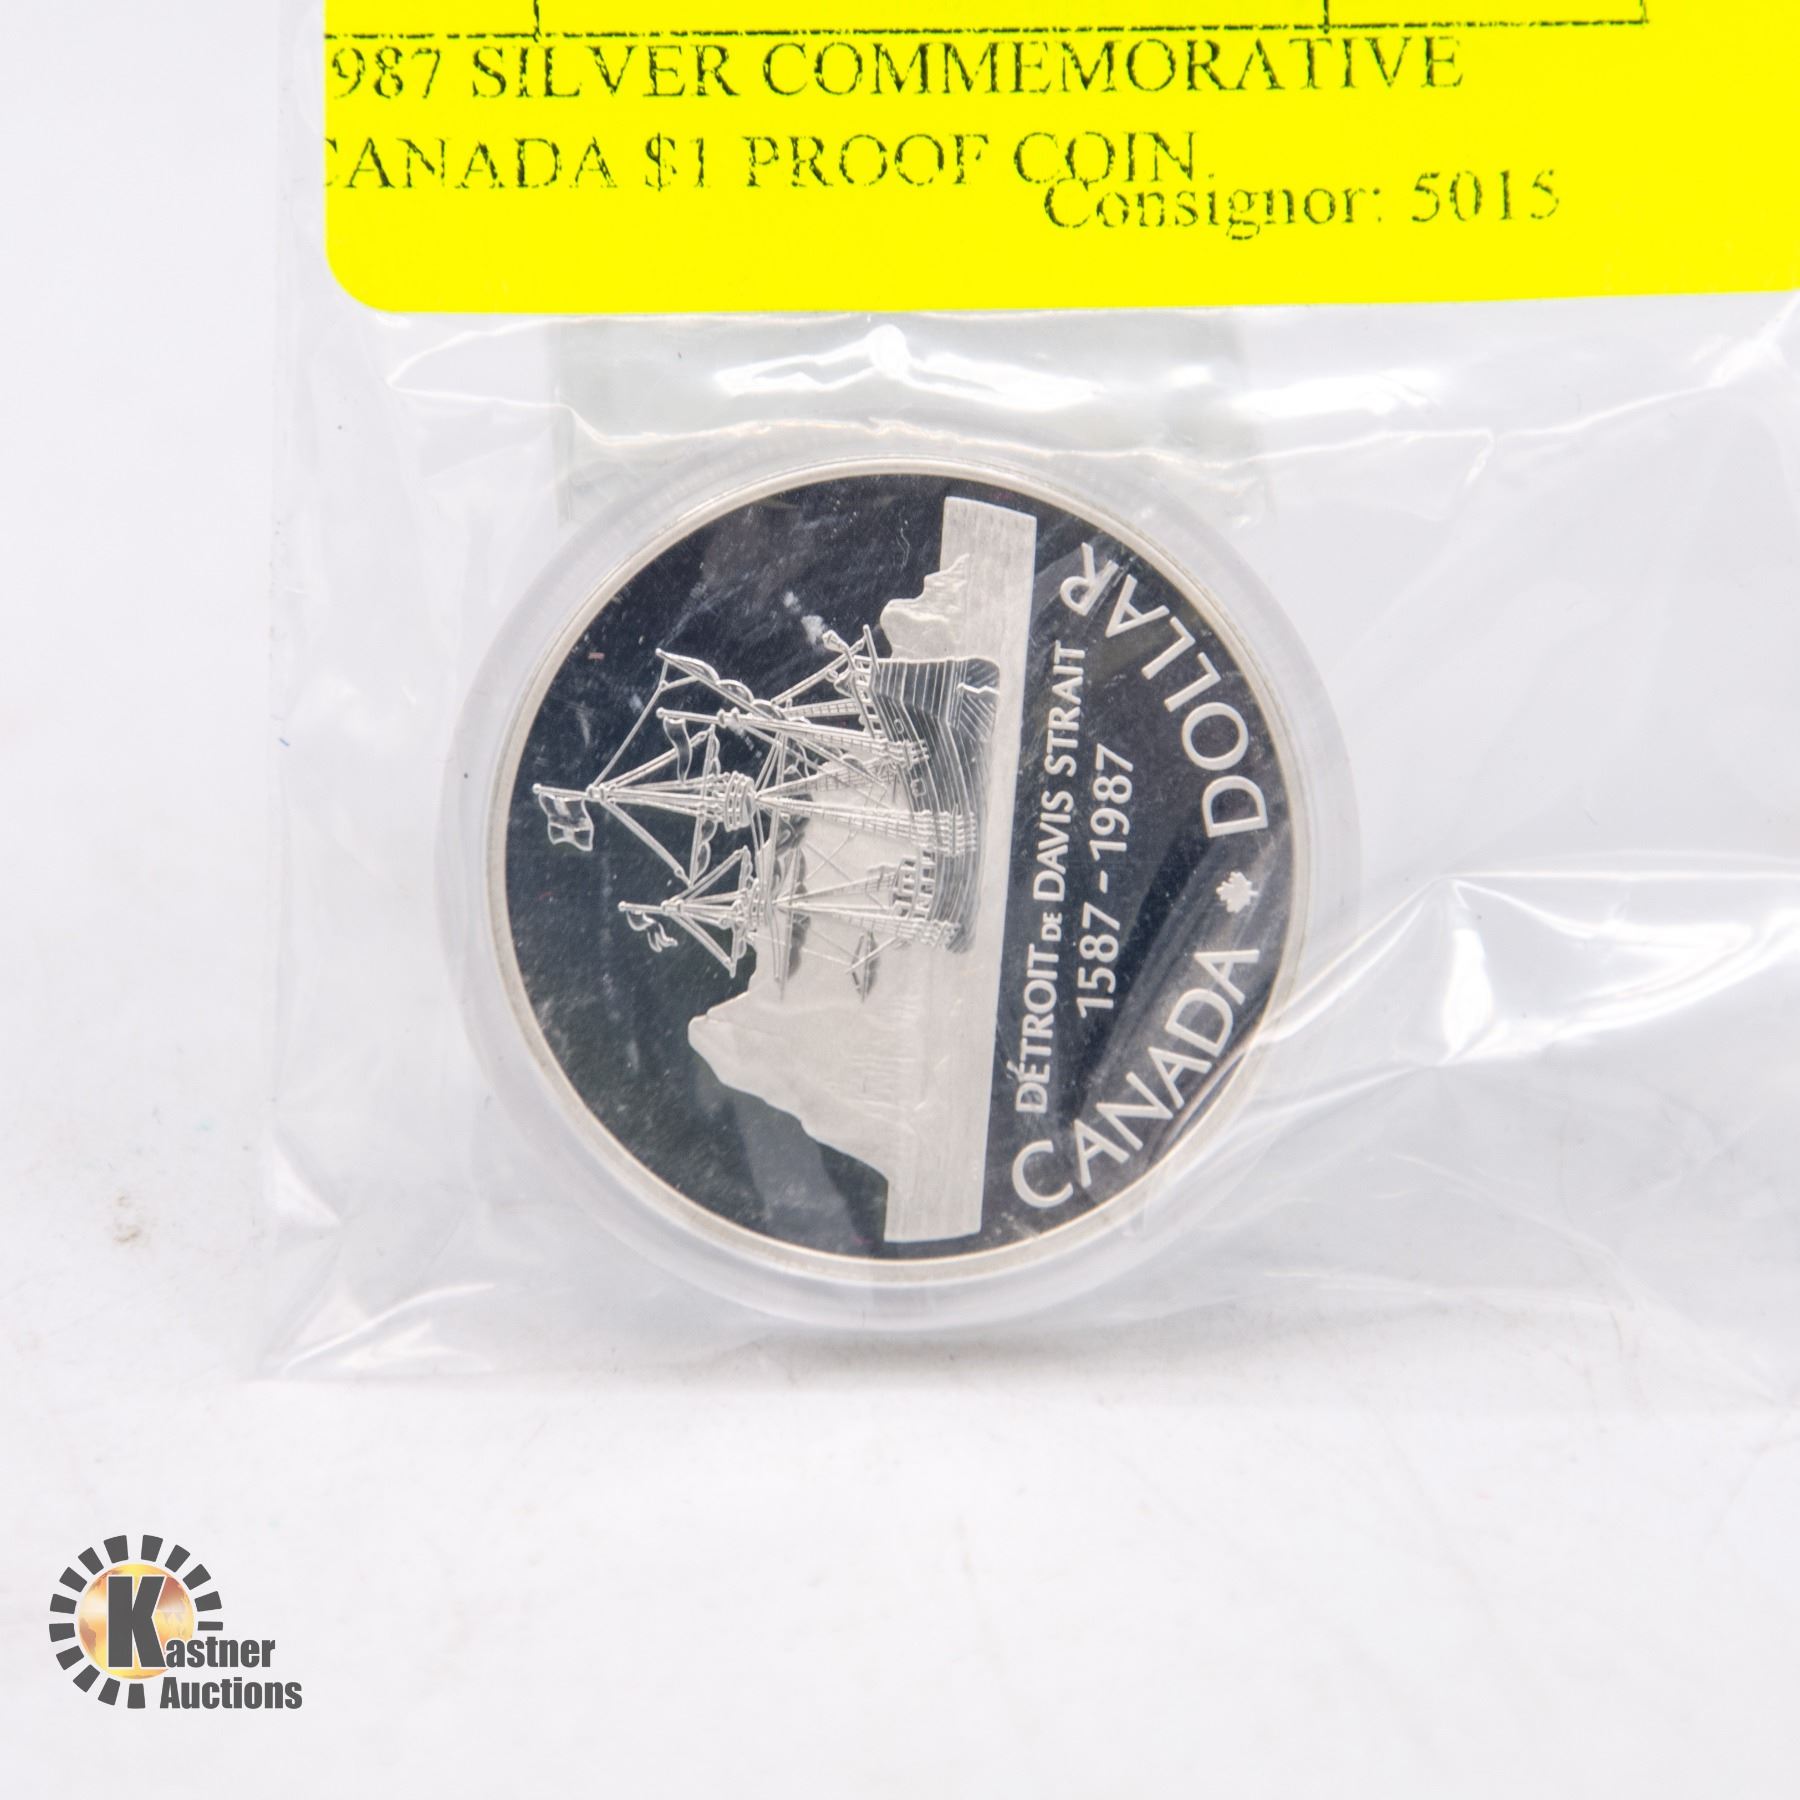 987 SILVER COMMEMORATIVE
CANADA $1 PROOF COIN.
Consignor: 5015
DÉTROIT DE DAVIS STRAIT
1587-1987
CANADA DOLLAR
Kastner
Auctions